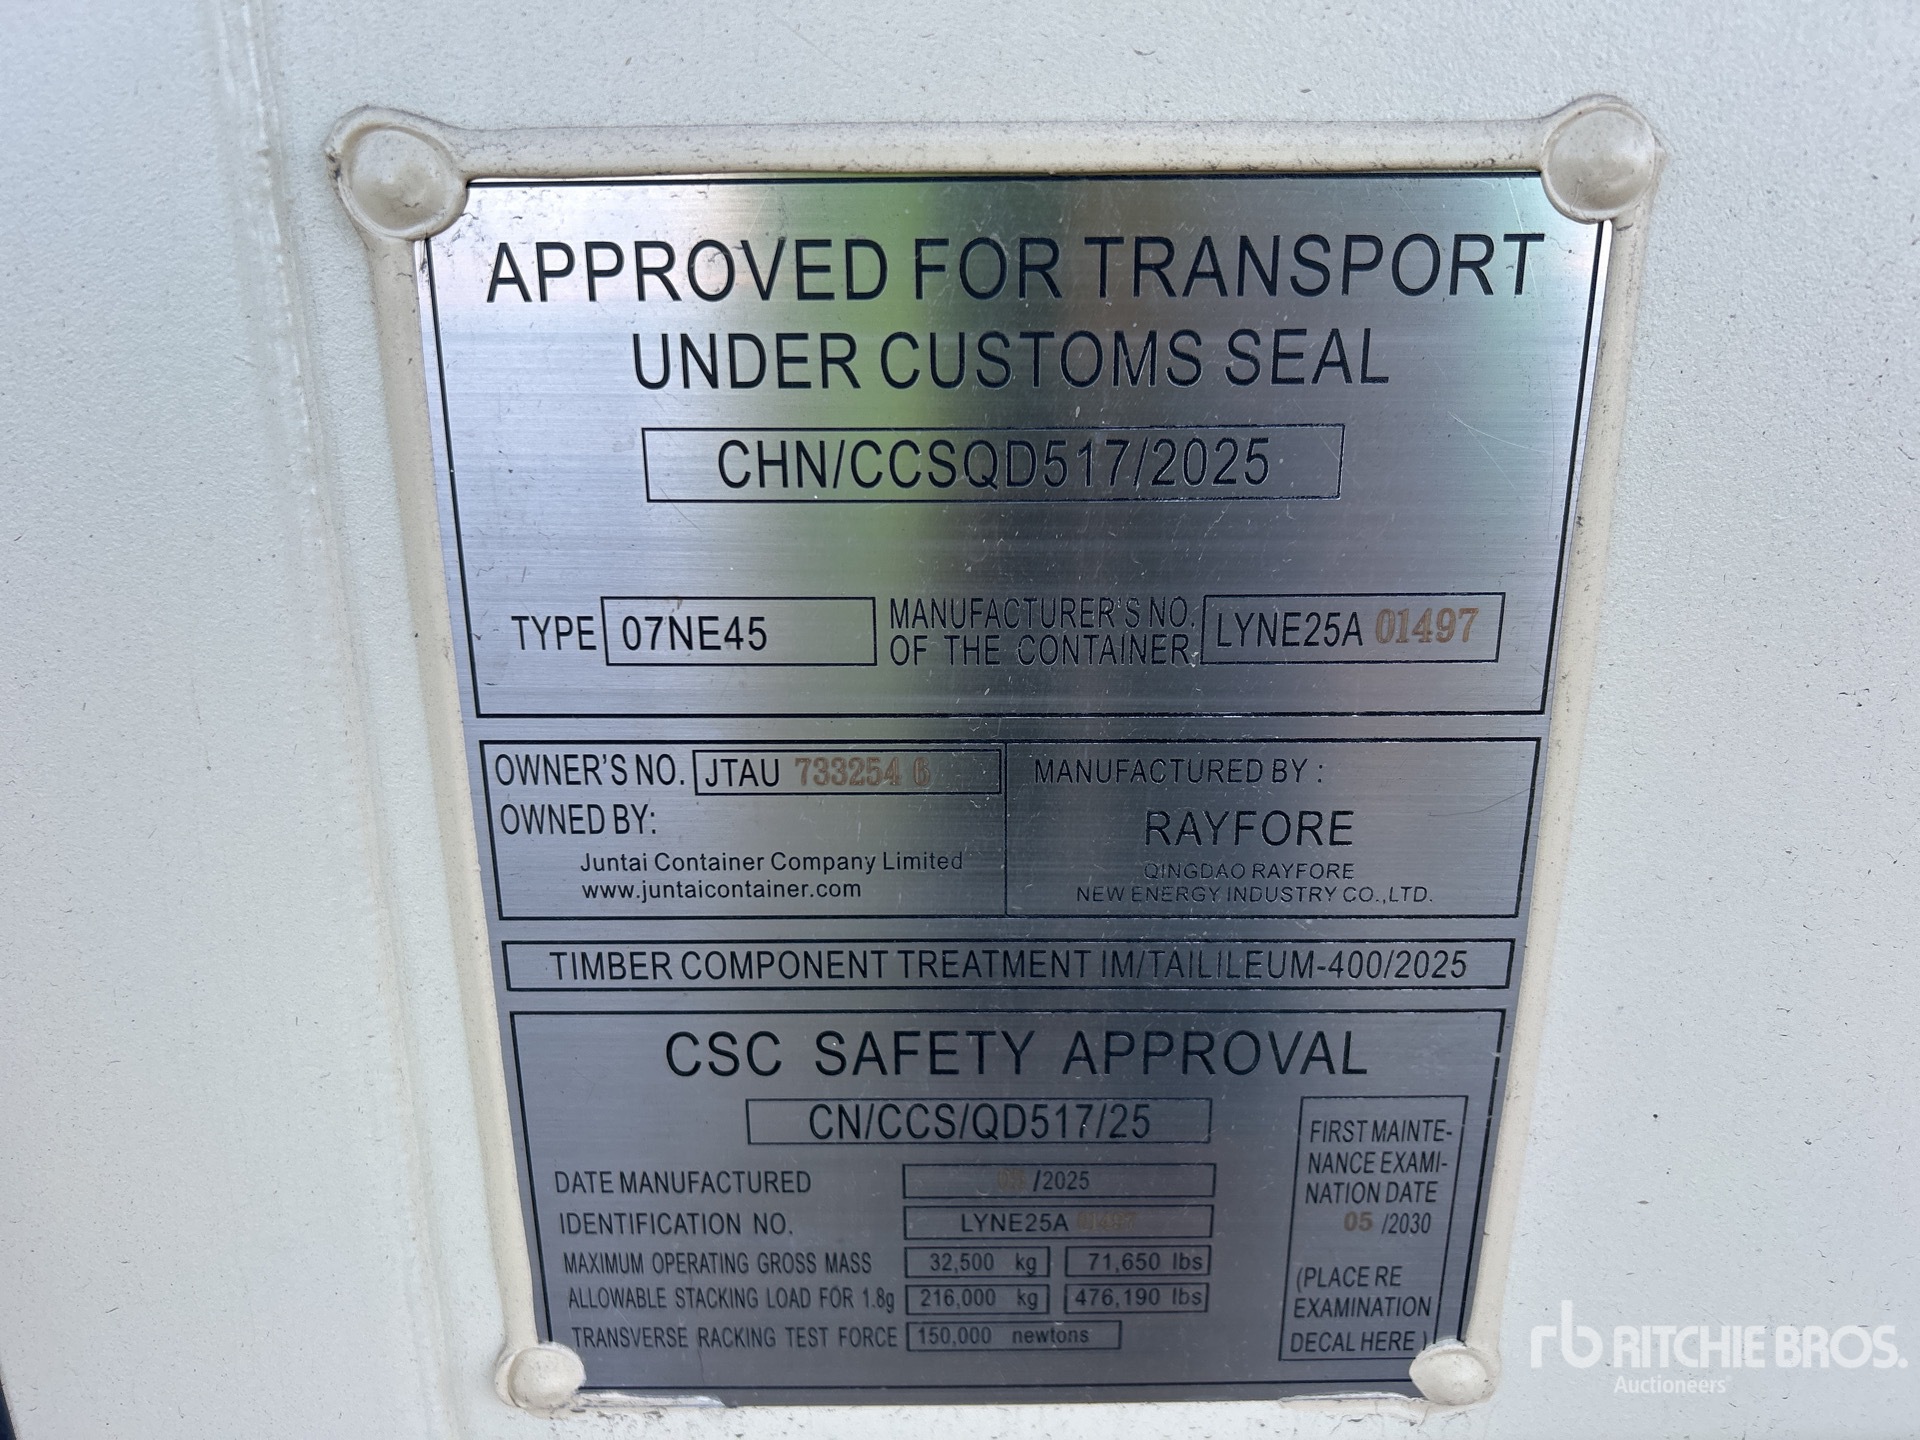 APPROVED FOR TRANSPORT
UNDER CUSTOMS SEAL
CHN/CCSQD517/2025
TYPE 07NE45
MANUFACTURER'S NO.
OF THE CONTAINER
LYNE25A 01497
OWNER'S NO. JTAU 733254 6
OWNED BY:
Juntai Container Company Limited
www.juntaicontainer.com
MANUFACTURED BY :
RAYFORE
QINGDAO RAYFORE
NEW ENERGY INDUSTRY CO.,LTD.
TIMBER COMPONENT TREATMENT IM/TAILILEUM-400/2025
CSC SAFETY APPROVAL
CN/CCS/QD517/25
DATE MANUFACTURED /2025
IDENTIFICATION NO. LYNE25A 01497
MAXIMUM OPERATING GROSS MASS 32,500 kg 71,650 lbs
ALLOWABLE STACKING LOAD FOR 1.8g 216,000 kg 476,190 lbs
TRANSVERSE RACKING TEST FORCE 150,000 newtons
FIRST MAINTE-
NANCE EXAMI-
NATION DATE
05 /2030
(PLACE RE
EXAMINATION
DECAL HERE)
rb RITCHIE BROS.
Auctioneers